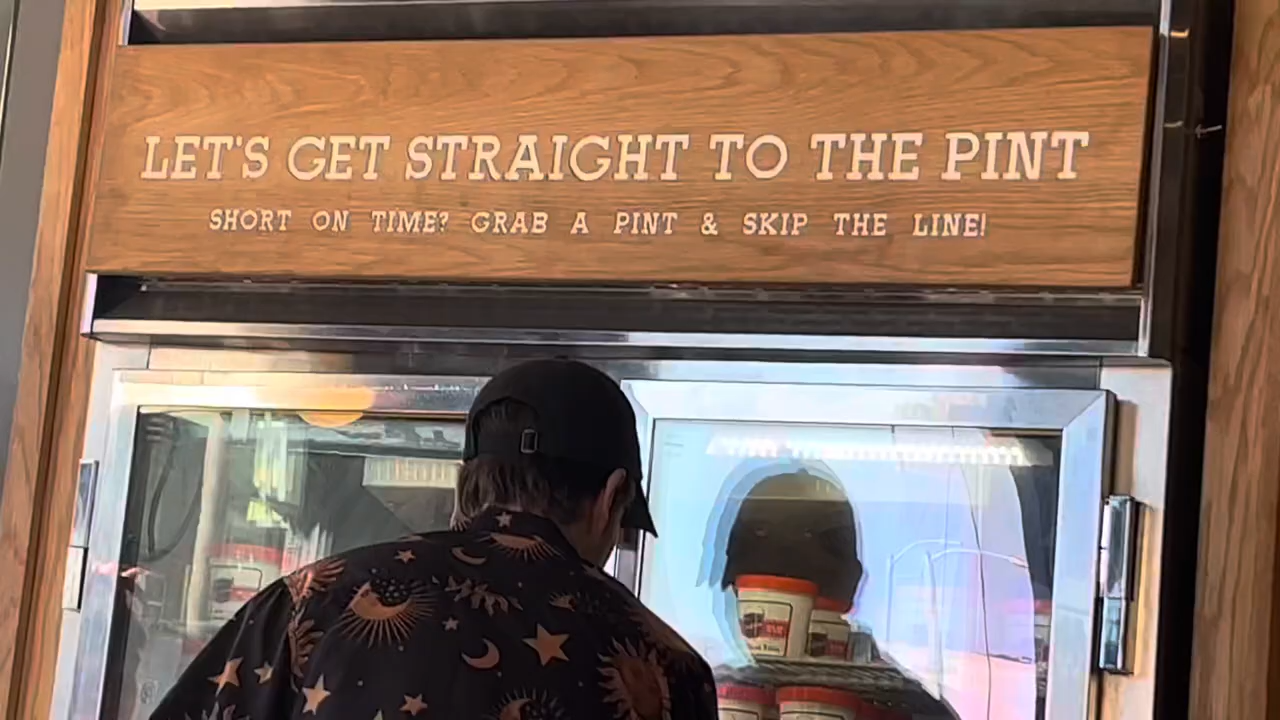 LET'S GET STRAIGHT TO THE PINT
SHORT ON TIME? GRAB A PINT & SKIP THE LINE!